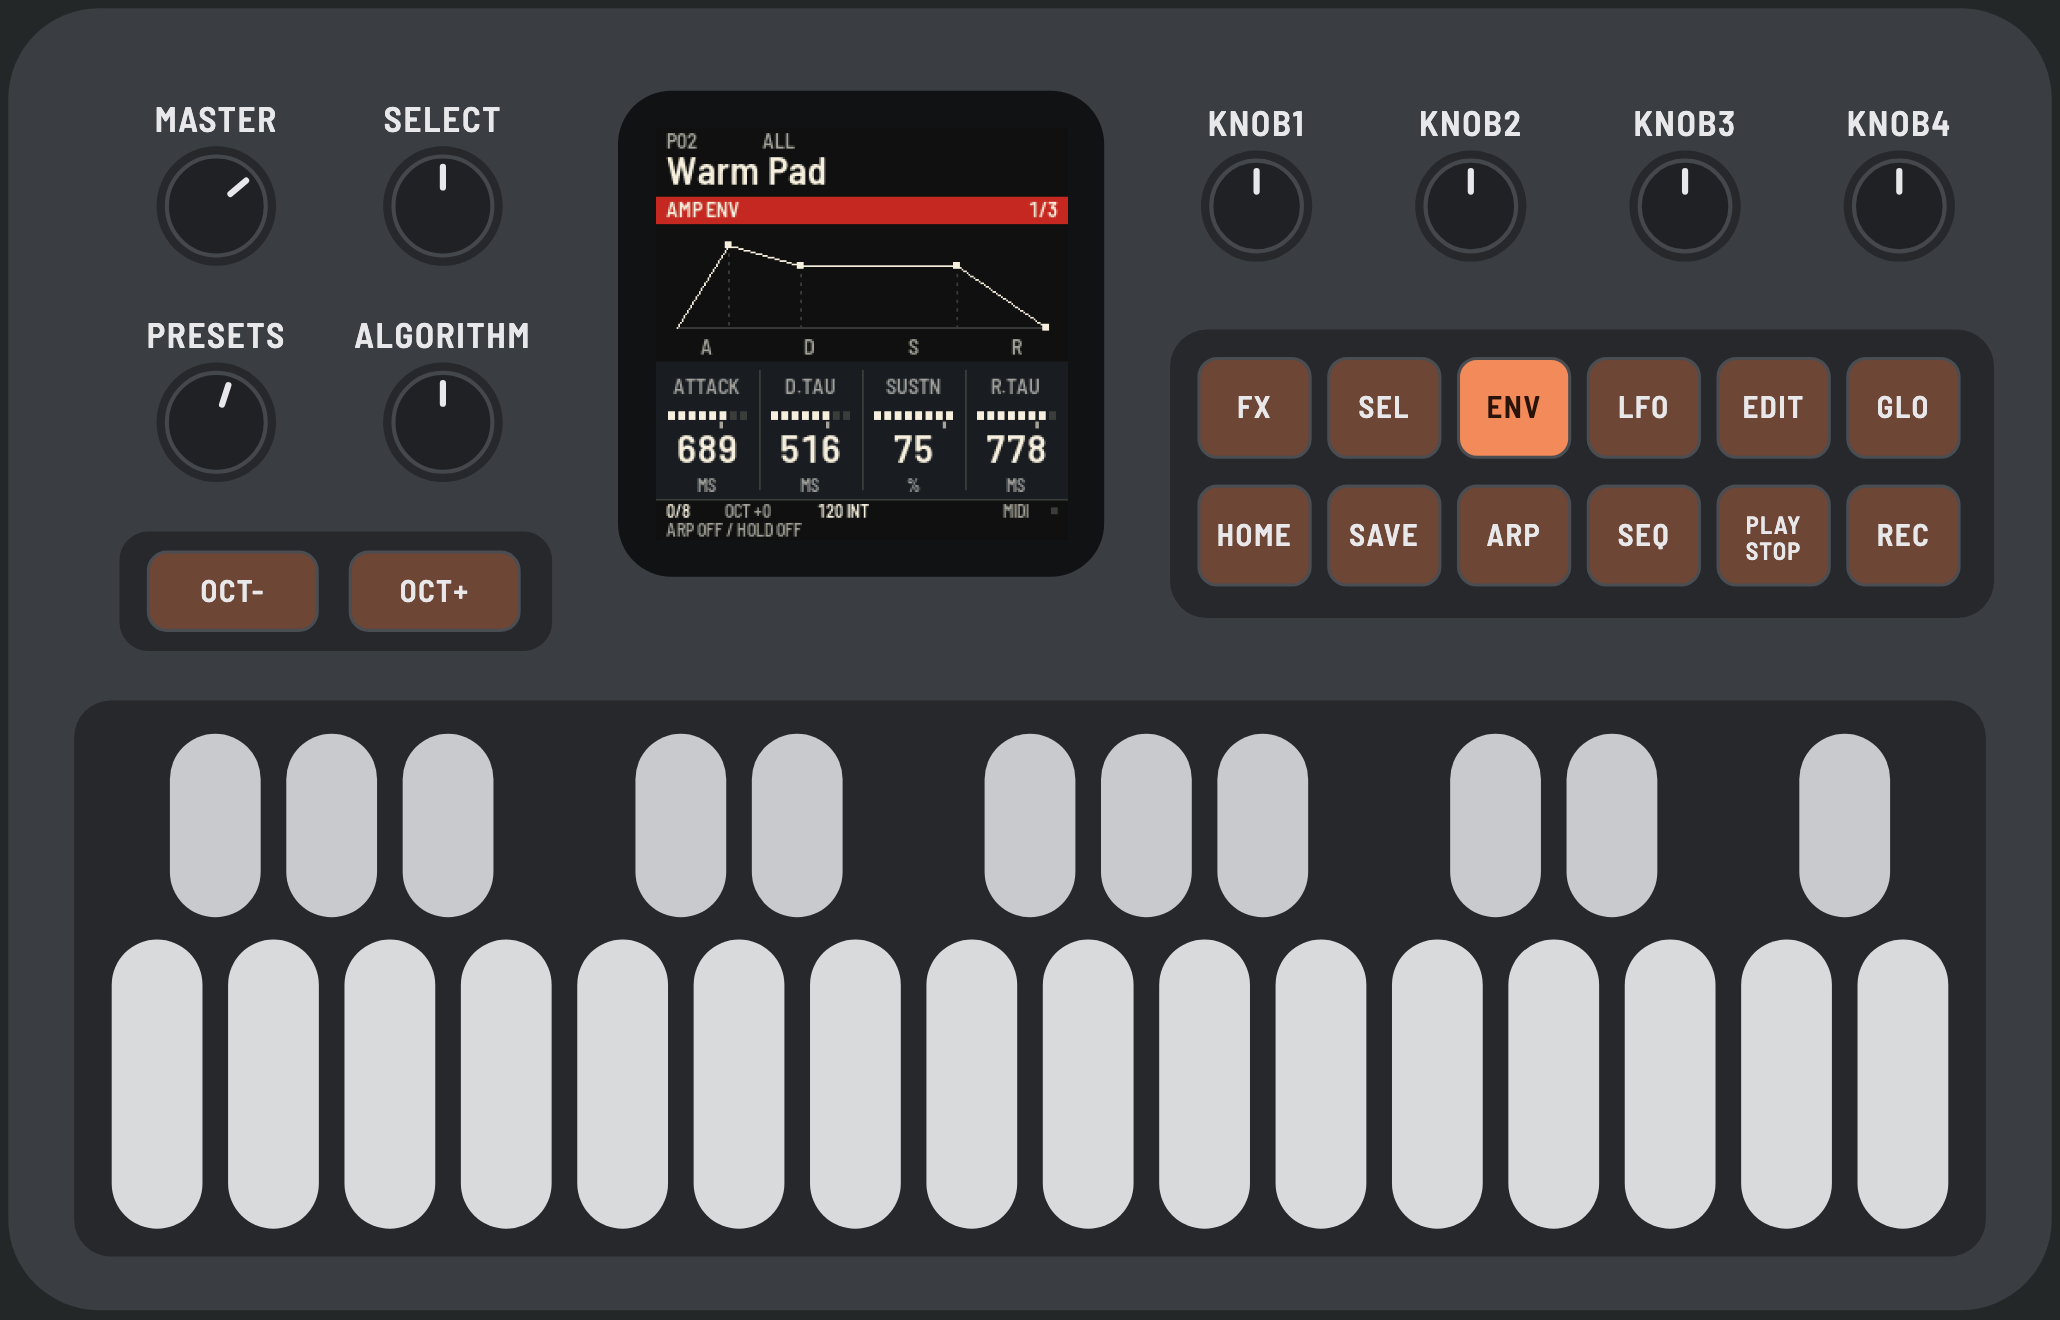 MASTER
SELECT
PRESETS
ALGORITHM
OCT-
OCT+
P02 ALL
Warm Pad
AMP ENV 1/3
A D S R
ATTACK D.TAU SUSTN R.TAU
689 516 75 778
MS MS % MS
0/8 OCT +0 120 INT MIDI
ARP OFF / HOLD OFF
KNOB1 KNOB2 KNOB3 KNOB4
FX SEL ENV LFO EDIT GLO
HOME SAVE ARP SEQ PLAY
STOP
REC